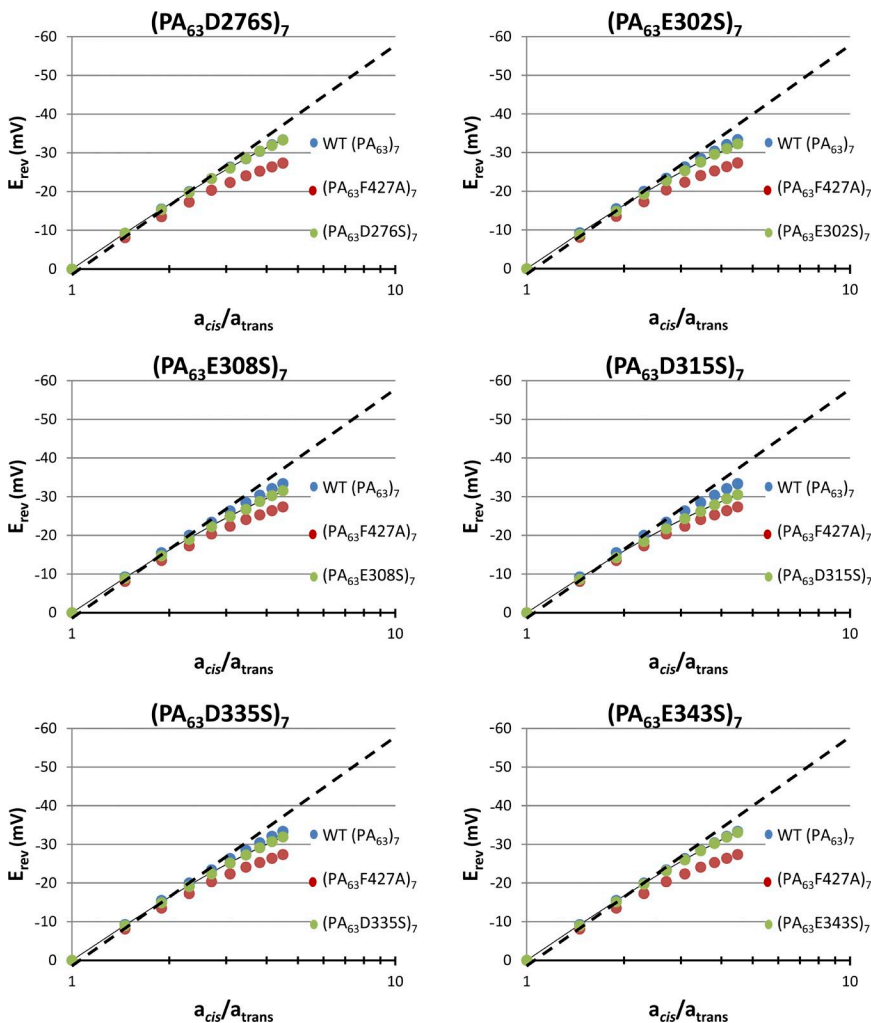 (PA63D276S)7
-60
-50
-40
-30
-20
-10
0
Erev (mV)
WT (PA63)7
(PA63F427A)7
(PA63D276S)7
1
10
acis/atrans
(PA63E302S)7
-60
-50
-40
-30
-20
-10
0
Erev (mV)
WT (PA63)7
(PA63F427A)7
(PA63E302S)7
1
10
acis/atrans
(PA63E308S)7
-60
-50
-40
-30
-20
-10
0
Erev (mV)
WT (PA63)7
(PA63F427A)7
(PA63E308S)7
1
10
acis/atrans
(PA63D315S)7
-60
-50
-40
-30
-20
-10
0
Erev (mV)
WT (PA63)7
(PA63F427A)7
(PA63D315S)7
1
10
acis/atrans
(PA63D335S)7
-60
-50
-40
-30
-20
-10
0
Erev (mV)
WT (PA63)7
(PA63F427A)7
(PA63D335S)7
1
10
acis/atrans
(PA63E343S)7
-60
-50
-40
-30
-20
-10
0
Erev (mV)
WT (PA63)7
(PA63F427A)7
(PA63E343S)7
1
10
acis/atrans